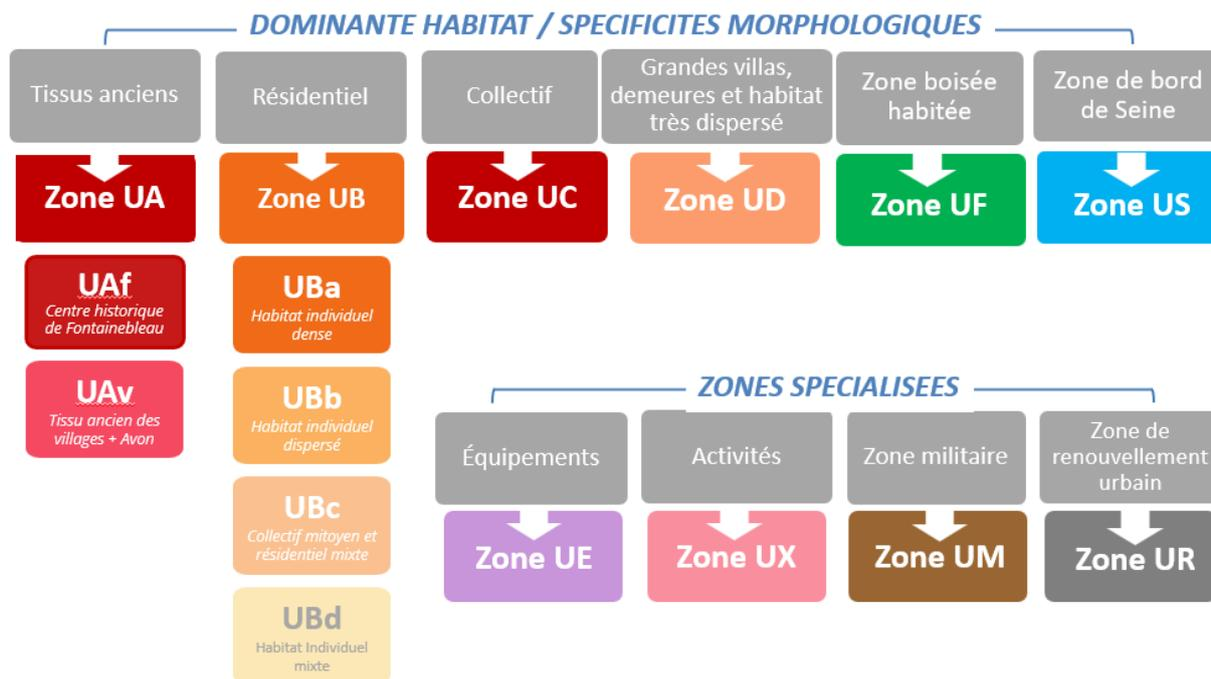 DOMINANTE HABITAT / SPECIFICITES MORPHOLOGIQUES
Tissus anciens
Résidentiel
Collectif
Grandes villas,
demeures et habitat
très dispersé
Zone boisée
habitée
Zone de bord
de Seine
Zone UA
Zone UB
Zone UC
Zone UD
Zone UF
Zone US
UAf
Centre historique
de Fontainebleau
UAv
Tissu ancien des
villages + Avon
UBa
Habitat individuel
dense
UBb
Habitat individuel
dispersé
UBc
Collectif mitoyen et
résidentiel mixte
UBd
Habitat Individuel
mixte
ZONES SPECIALISEES
Équipements
Activités
Zone militaire
Zone de
renouvellement
urbain
Zone UE
Zone UX
Zone UM
Zone UR